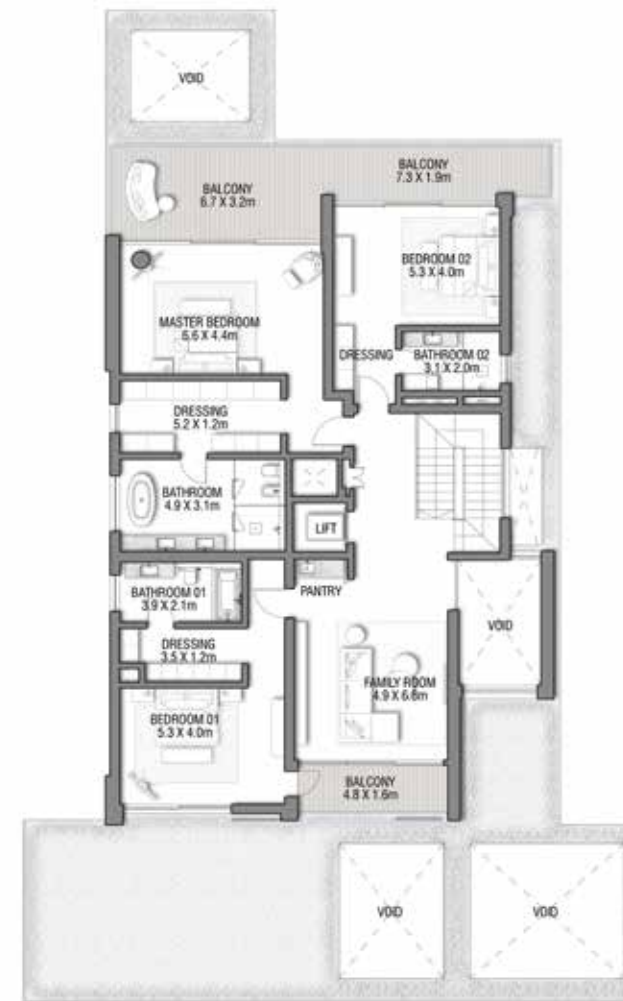 VOID
BALCONY
7.3 X 1.9m
BALCONY
6.7 X 3.2m
BEDROOM 02
5.3 X 4.0m
MASTER BEDROOM
6.6 X 4.4m
DRESSING
BATHROOM 02
3.1 X 2.0m
DRESSING
5.2 X 1.2m
BATHROOM
4.9 X 3.1m
LIFT
PANTRY
BATHROOM 01
3.9 X 2.1m
VOID
DRESSING
3.5 X 1.2m
FAMILY ROOM
4.9 X 6.6m
BEDROOM 01
5.3 X 4.0m
BALCONY
4.8 X 1.6m
VOID
VOID